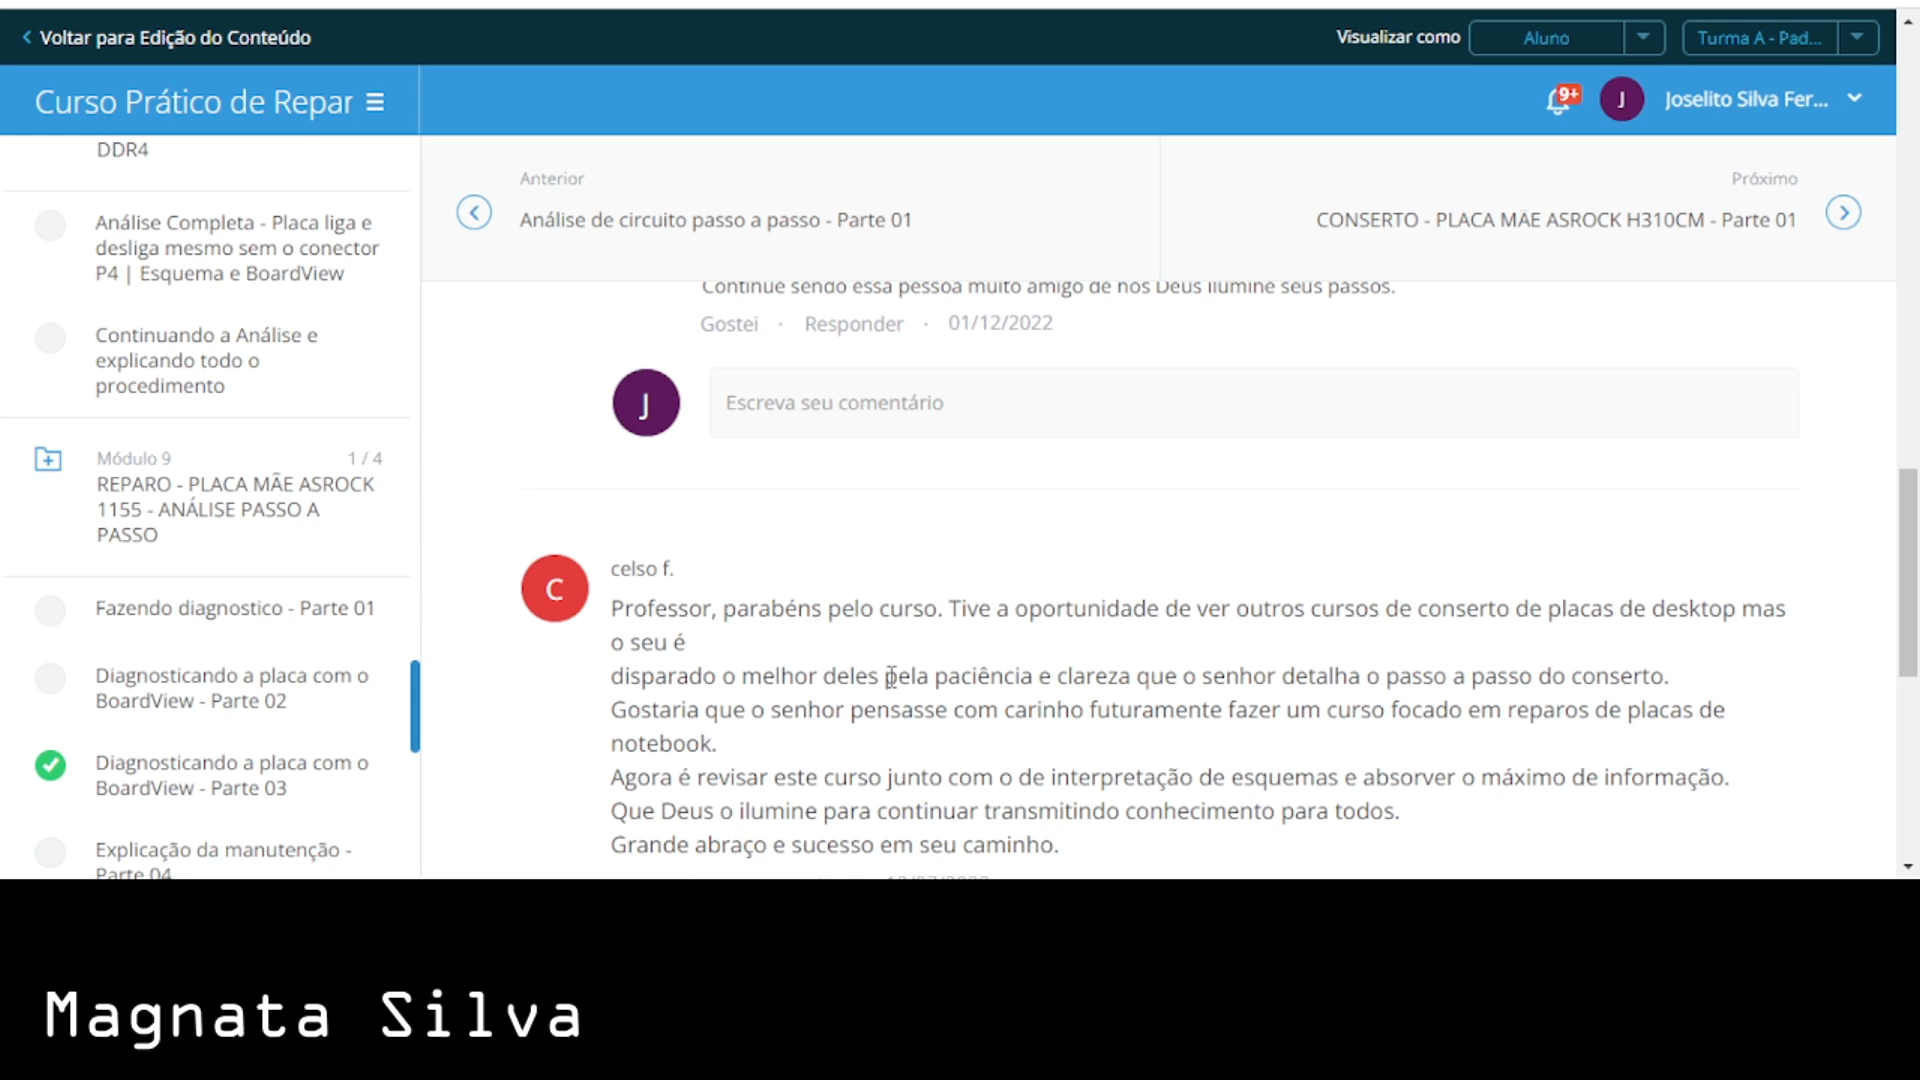 Voltar para Edição do Conteúdo
Visualizar como
Aluno
Turma A - Pad...
Curso Prático de Repar
9+
J
Joselito Silva Fer...
DDR4
Análise Completa - Placa liga e
desliga mesmo sem o conector
P4 | Esquema e BoardView
Continuando a Análise e
explicando todo o
procedimento
Módulo 9
1 / 4
REPARO - PLACA MÃE ASROCK
1155 - ANÁLISE PASSO A
PASSO
Fazendo diagnostico - Parte 01
Diagnosticando a placa com o
BoardView - Parte 02
Diagnosticando a placa com o
BoardView - Parte 03
Explicação da manutenção -
Parte 04
Anterior
Análise de circuito passo a passo - Parte 01
Próximo
CONSERTO - PLACA MÃE ASROCK H310CM - Parte 01
Continue sendo essa pessoa muito amigo de nos Deus ilumine seus passos.
Gostei · Responder · 01/12/2022
J
Escreva seu comentário
C
celso f.
Professor, parabéns pelo curso. Tive a oportunidade de ver outros cursos de conserto de placas de desktop mas
o seu é
disparado o melhor deles pela paciência e clareza que o senhor detalha o passo a passo do conserto.
Gostaria que o senhor pensasse com carinho futuramente fazer um curso focado em reparos de placas de
notebook.
Agora é revisar este curso junto com o de interpretação de esquemas e absorver o máximo de informação.
Que Deus o ilumine para continuar transmitindo conhecimento para todos.
Grande abraço e sucesso em seu caminho.
Magnata Silva